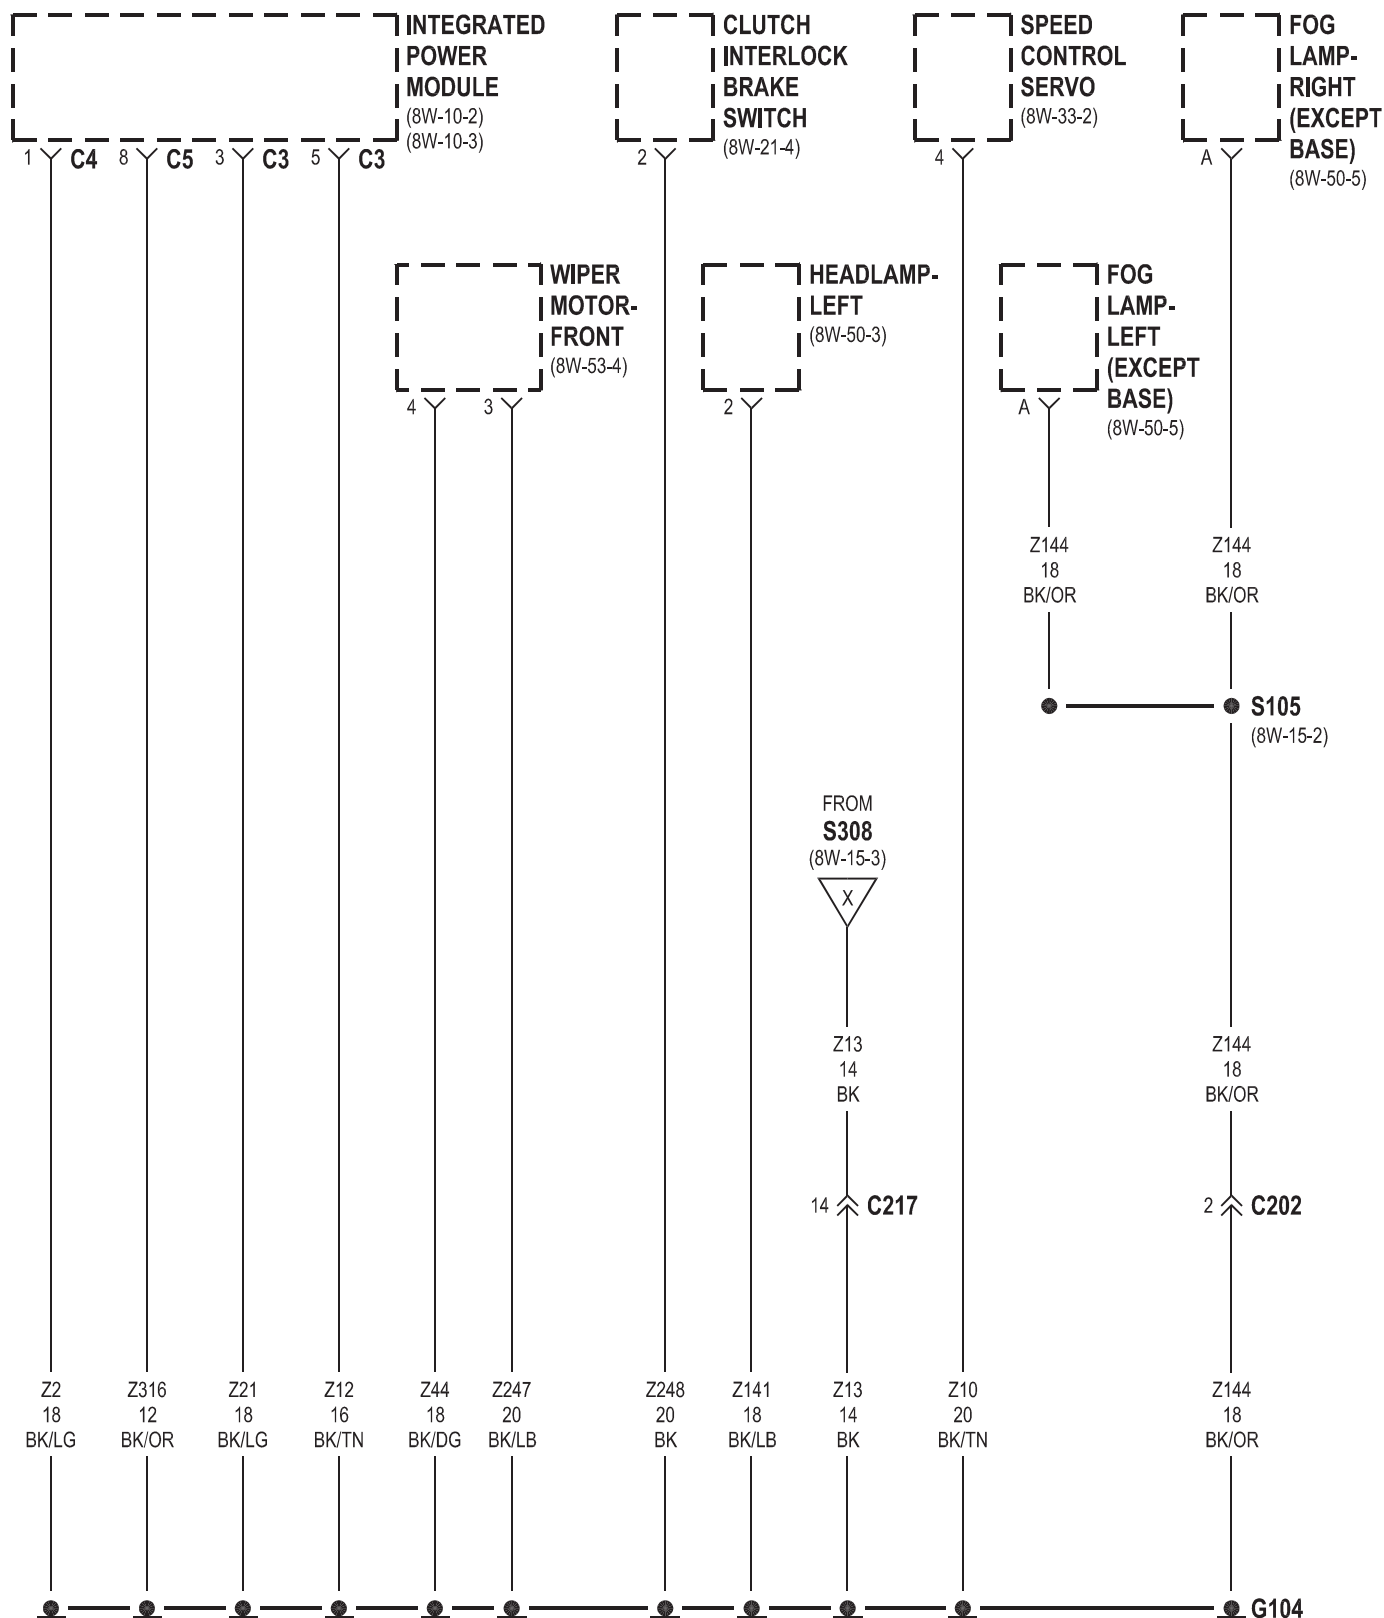 INTEGRATED
POWER
MODULE
(8W-10-2)
(8W-10-3)
1 C4
8 C5
3 C3
5 C3
CLUTCH
INTERLOCK
BRAKE
SWITCH
(8W-21-4)
2
SPEED
CONTROL
SERVO
(8W-33-2)
4
FOG
LAMP-
RIGHT
(EXCEPT
BASE)
(8W-50-5)
A
WIPER
MOTOR-
FRONT
(8W-53-4)
4
3
HEADLAMP-
LEFT
(8W-50-3)
2
FOG
LAMP-
LEFT
(EXCEPT
BASE)
(8W-50-5)
A
Z144
18
BK/OR
Z144
18
BK/OR
S105
(8W-15-2)
FROM
S308
(8W-15-3)
X
Z13
14
BK
Z144
18
BK/OR
14 C217
2 C202
Z2
18
BK/LG
Z316
12
BK/OR
Z21
18
BK/LG
Z12
16
BK/TN
Z44
18
BK/DG
Z247
20
BK/LB
Z248
20
BK
Z141
18
BK/LB
Z13
14
BK
Z10
20
BK/TN
Z144
18
BK/OR
G104